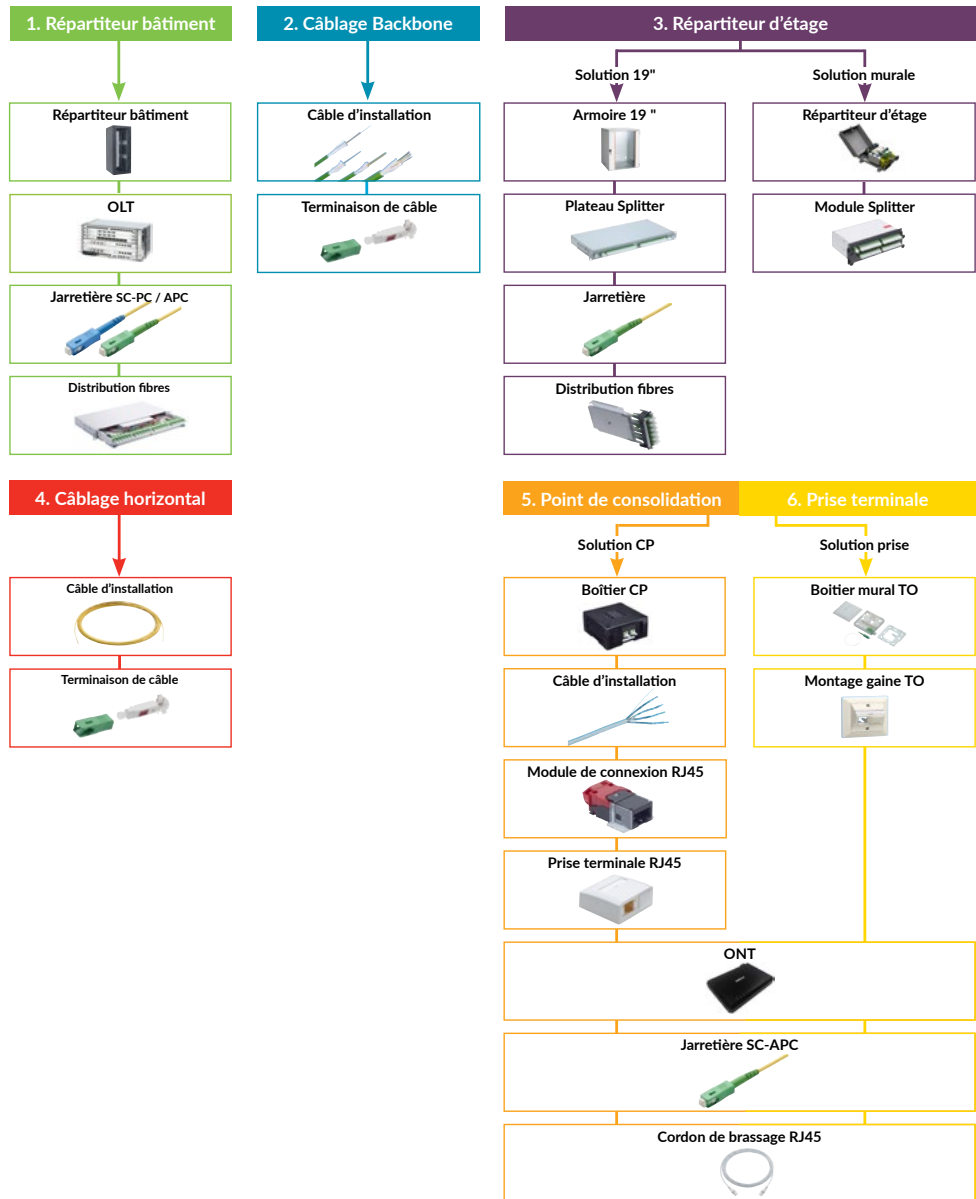 1. Répartiteur bâtiment
Répartiteur bâtiment
OLT
Jarretière SC-PC / APC
Distribution fibres
2. Câblage Backbone
Câble d'installation
Terminaison de câble
3. Répartiteur d'étage
Solution 19"
Armoire 19 "
Plateau Splitter
Jarretière
Distribution fibres
Solution murale
Répartiteur d'étage
Module Splitter
4. Câblage horizontal
Câble d'installation
Terminaison de câble
5. Point de consolidation
Solution CP
Boîtier CP
Câble d'installation
Module de connexion RJ45
Prise terminale RJ45
6. Prise terminale
Solution prise
Boitier mural TO
Montage gaine TO
ONT
Jarretière SC-APC
Cordon de brassage RJ45